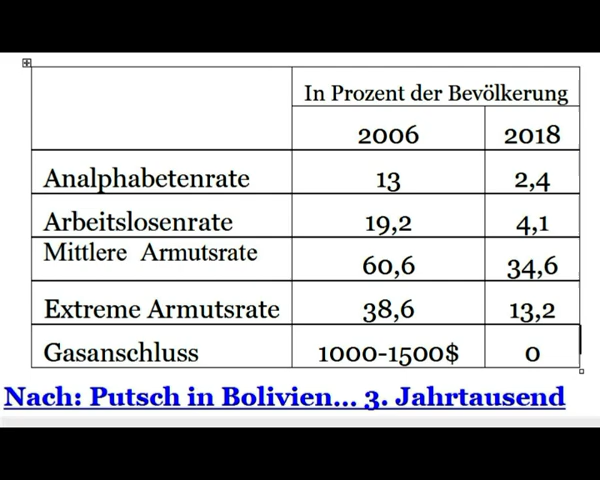 In Prozent der Bevölkerung
2006 2018
Analphabetenrate 13 2,4
Arbeitslosenrate 19,2 4,1
Mittlere Armutsrate 60,6 34,6
Extreme Armutsrate 38,6 13,2
Gasanschluss 1000-1500$ 0
Nach: Putsch in Bolivien... 3. Jahrtausend